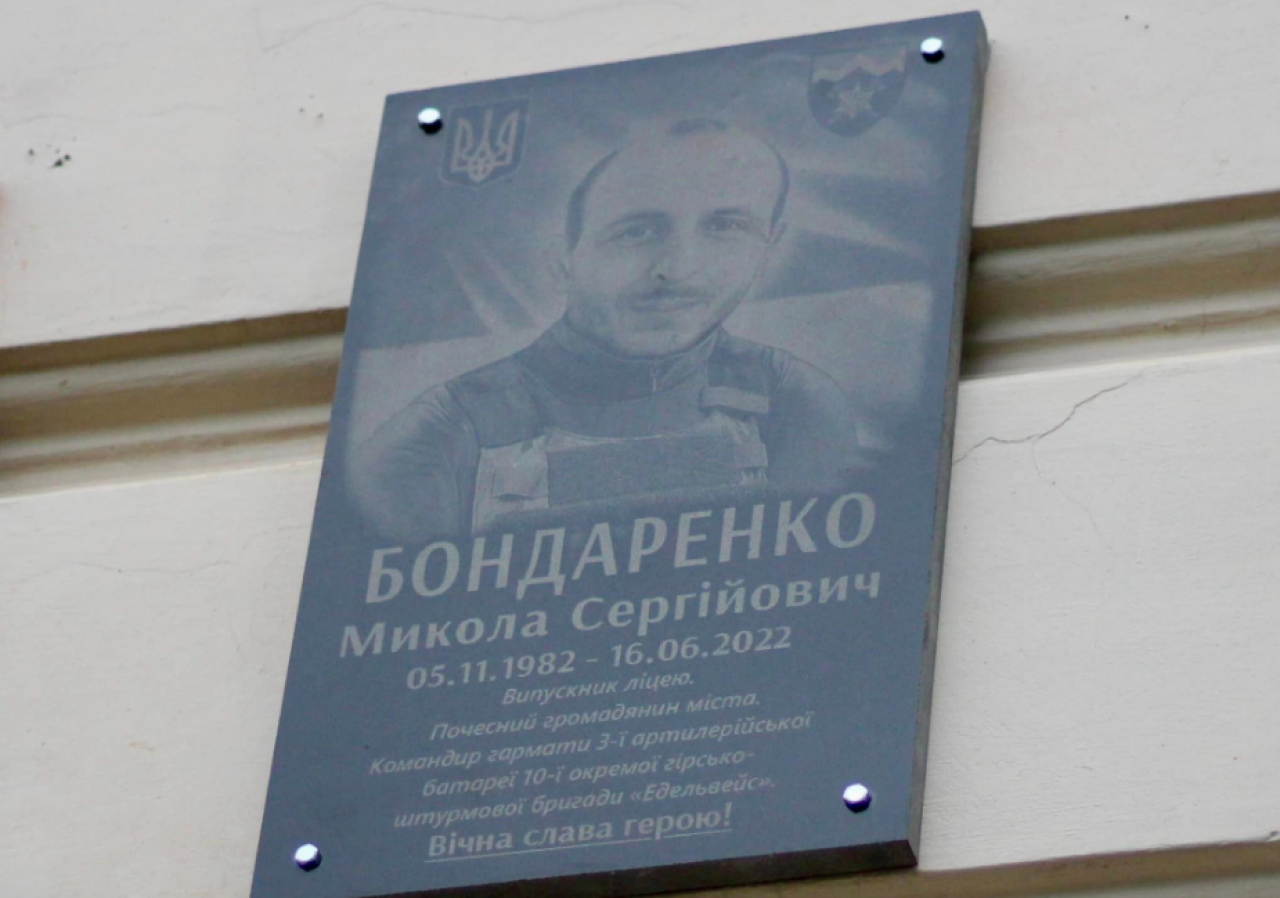 БОНДАРЕНКО
Микола Сергійович
05.11.1982 - 16.06.2022
Випускник ліцею.
Почесний громадянин міста.
Командир гармати 3-ї артилерійської
батареї 10-ї окремої гірсько-
штурмової бригади «Едельвейс».
Вічна слава герою!